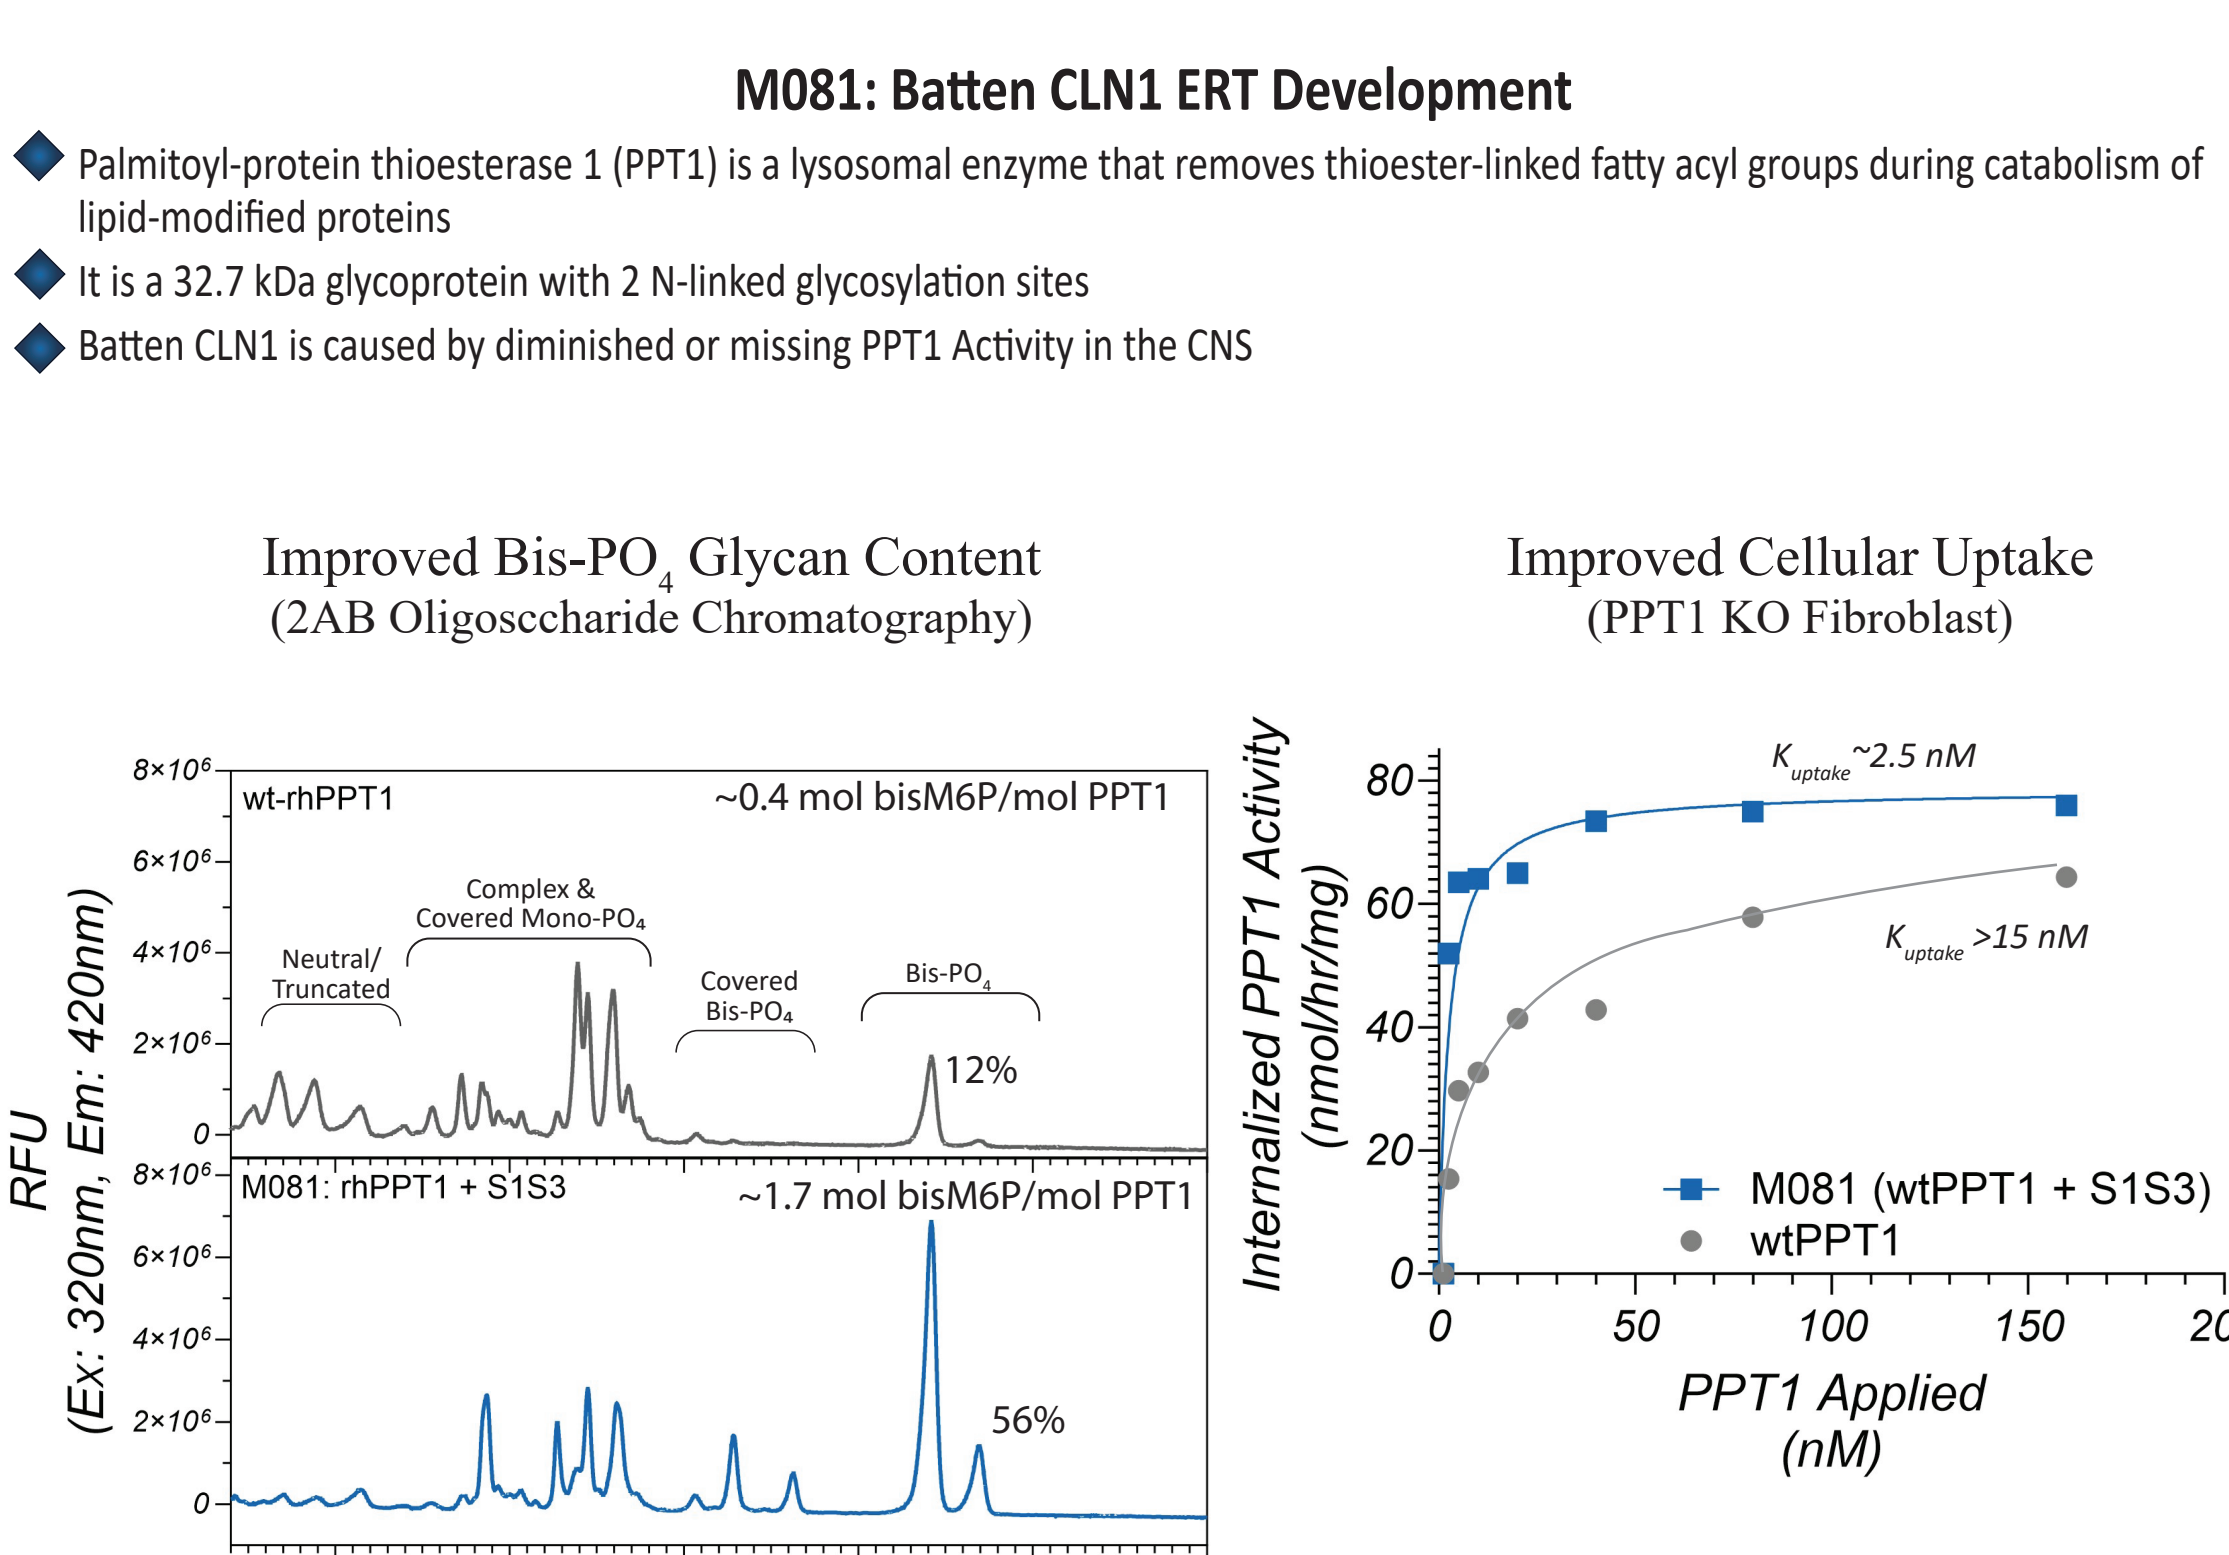 M081: Batten CLN1 ERT Development
Palmitoyl-protein thioesterase 1 (PPT1) is a lysosomal enzyme that removes thioester-linked fatty acyl groups during catabolism of
lipid-modified proteins
It is a 32.7 kDa glycoprotein with 2 N-linked glycosylation sites
Batten CLN1 is caused by diminished or missing PPT1 Activity in the CNS
Improved Bis-PO₄ Glycan Content
(2AB Oligosccharide Chromatography)
RFU
(Ex: 320nm, Em: 420nm)
8×10⁶
6×10⁶
4×10⁶
2×10⁶
0
wt-rhPPT1
~0.4 mol bisM6P/mol PPT1
Neutral/
Truncated
Complex &
Covered Mono-PO₄
Covered
Bis-PO₄
Bis-PO₄
12%
8×10⁶
6×10⁶
4×10⁶
2×10⁶
0
M081: rhPPT1 + S1S3
~1.7 mol bisM6P/mol PPT1
56%
Improved Cellular Uptake
(PPT1 KO Fibroblast)
Internalized PPT1 Activity
(nmol/hr/mg)
80
60
40
20
0
Kuptake ~2.5 nM
Kuptake >15 nM
M081 (wtPPT1 + S1S3)
wtPPT1
0 50 100 150 20
PPT1 Applied
(nM)